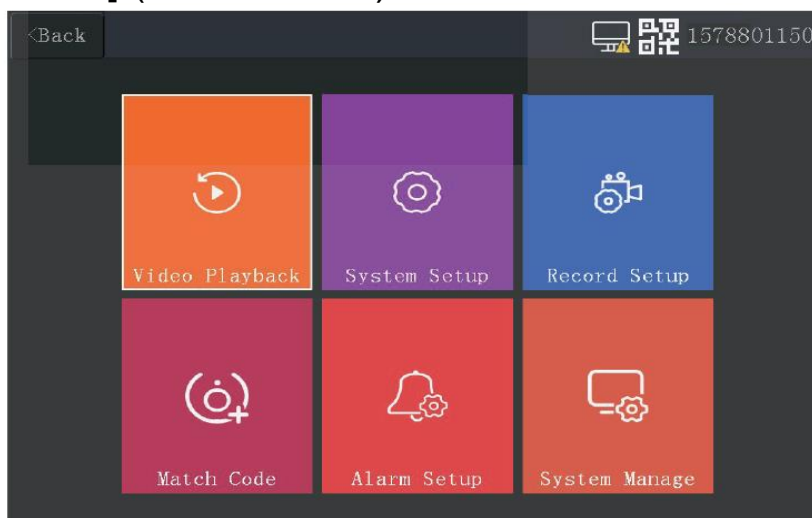 <Back
1578801150
Video Playback
System Setup
Record Setup
Match Code
Alarm Setup
System Manage